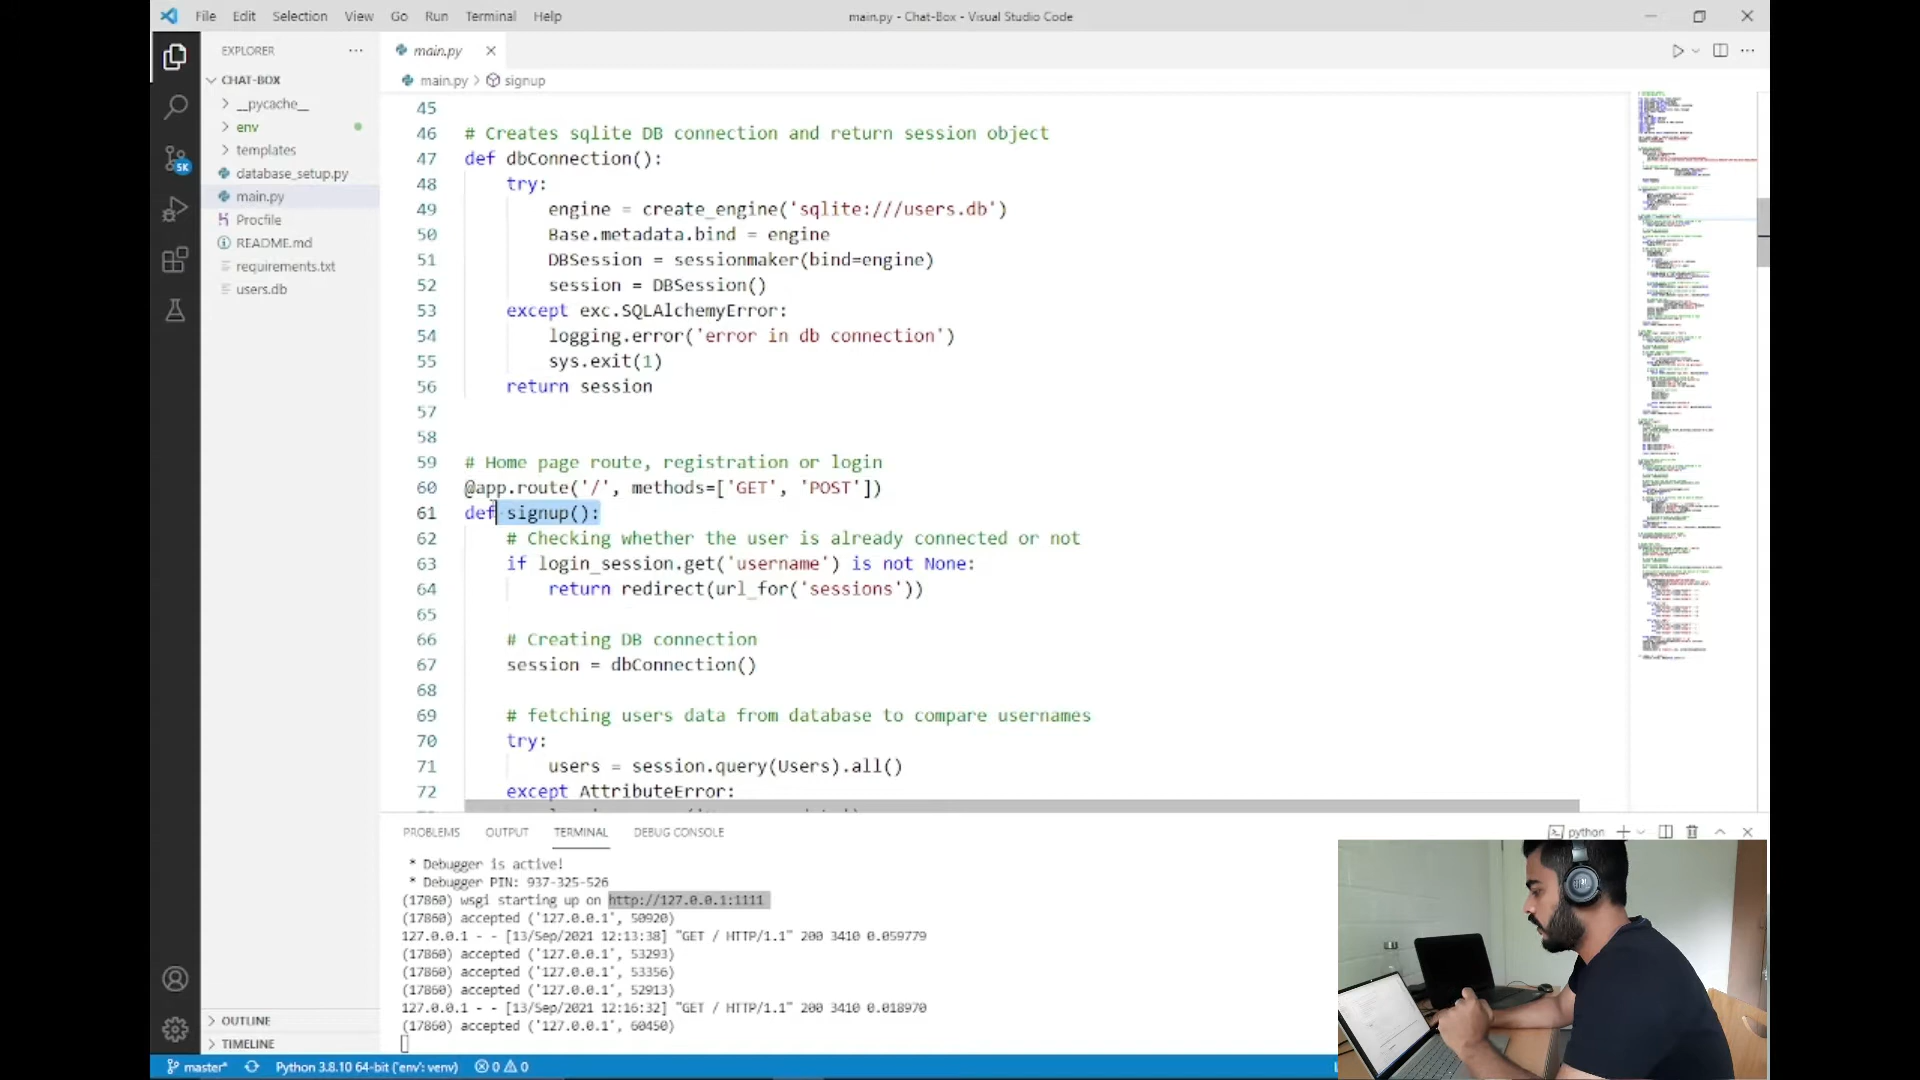 File Edit Selection View Go Run Terminal Help
main.py - Chat-Box - Visual Studio Code
EXPLORER
main.py
CHAT-BOX
main.py > signup
__pycache__
env
templates
database_setup.py
main.py
Procfile
README.md
requirements.txt
users.db
5K
45
46 # Creates sqlite DB connection and return session object
47 def dbConnection():
48 try:
49 engine = create_engine('sqlite:///users.db')
50 Base.metadata.bind = engine
51 DBSession = sessionmaker(bind=engine)
52 session = DBSession()
53 except exc.SQLAlchemyError:
54 logging.error('error in db connection')
55 sys.exit(1)
56 return session
57
58
59 # Home page route, registration or login
60 @app.route('/', methods=['GET', 'POST'])
61 def signup():
62 # Checking whether the user is already connected or not
63 if login_session.get('username') is not None:
64 return redirect(url_for('sessions'))
65
66 # Creating DB connection
67 session = dbConnection()
68
69 # fetching users data from database to compare usernames
70 try:
71 users = session.query(Users).all()
72 except AttributeError:
PROBLEMS OUTPUT TERMINAL DEBUG CONSOLE
python
* Debugger is active!
* Debugger PIN: 937-325-526
(17860) wsgi starting up on http://127.0.0.1:1111
(17860) accepted ('127.0.0.1', 50920)
127.0.0.1 - - [13/Sep/2021 12:13:38] "GET / HTTP/1.1" 200 3410 0.059779
(17860) accepted ('127.0.0.1', 53293)
(17860) accepted ('127.0.0.1', 53356)
(17860) accepted ('127.0.0.1', 52913)
127.0.0.1 - - [13/Sep/2021 12:16:32] "GET / HTTP/1.1" 200 3410 0.018970
(17860) accepted ('127.0.0.1', 60450)
OUTLINE
TIMELINE
master* Python 3.8.10 64-bit ('env': venv) 0 0